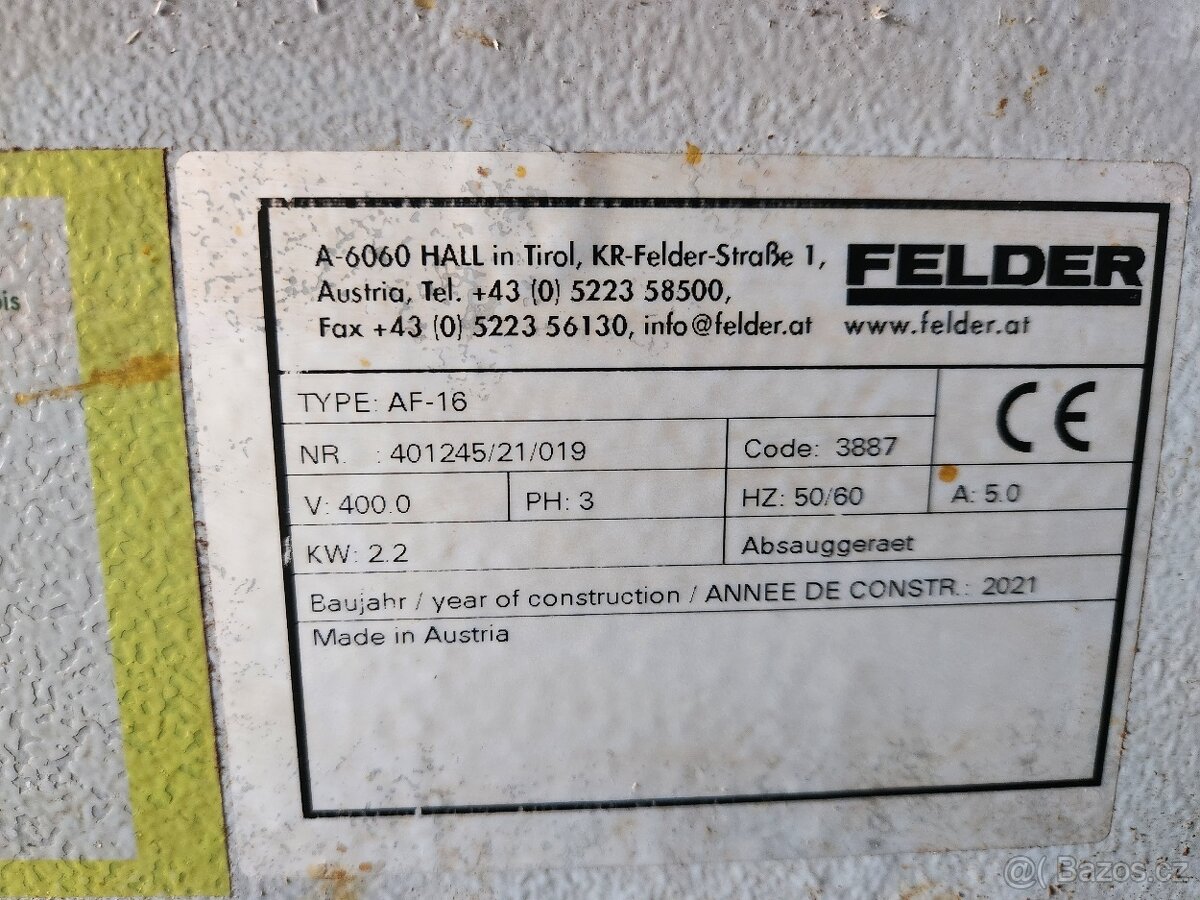 A-6060 HALL in Tirol, KR-Felder-Straße 1,
Austria, Tel. +43 (0) 5223 58500,
Fax +43 (0) 5223 56130, info@felder.at
FELDER
www.felder.at
TYPE: AF-16
NR. : 401245/21/019
Code: 3887
CE
V: 400.0
PH: 3
HZ: 50/60
A: 5.0
KW: 2.2
Absauggeraet
Baujahr / year of construction / ANNEE DE CONSTR.: 2021
Made in Austria
@( Bazos.cz